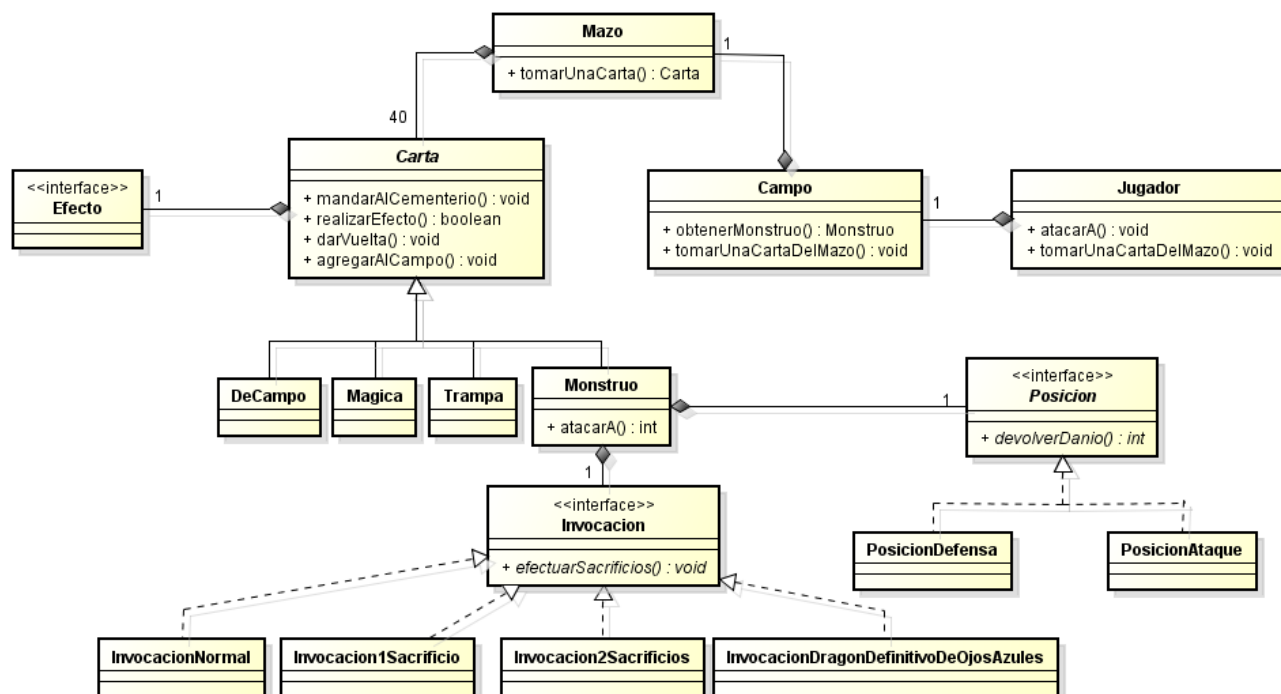 Mazo
+ tomarUnaCarta() : Carta
1
40
Carta
+ mandarAlCementerio() : void
+ realizarEfecto() : boolean
+ darVuelta() : void
+ agregarAlCampo() : void
<<interface>>
Efecto
1
Campo
+ obtenerMonstruo() : Monstruo
+ tomarUnaCartaDelMazo() : void
1
Jugador
+ atacarA() : void
+ tomarUnaCartaDelMazo() : void
DeCampo
Magica
Trampa
Monstruo
+ atacarA() : int
1
<<interface>>
Posicion
+ devolverDanio() : int
1
<<interface>>
Invocacion
+ efectuarSacrificios() : void
PosicionDefensa
PosicionAtaque
InvocacionNormal
Invocacion1Sacrificio
Invocacion2Sacrificios
InvocacionDragonDefinitivoDeOjosAzules